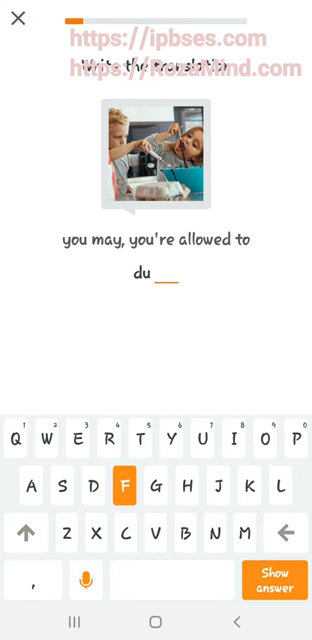 https://ipbses.com
Write the translation
https://RozaMind.com
you may, you're allowed to
du ___
1 2 3 4 5 6 7 8 9 0
Q W E R T Y U I O P
A S D F G H J K L
Z X C V B N M
,
Show
answer